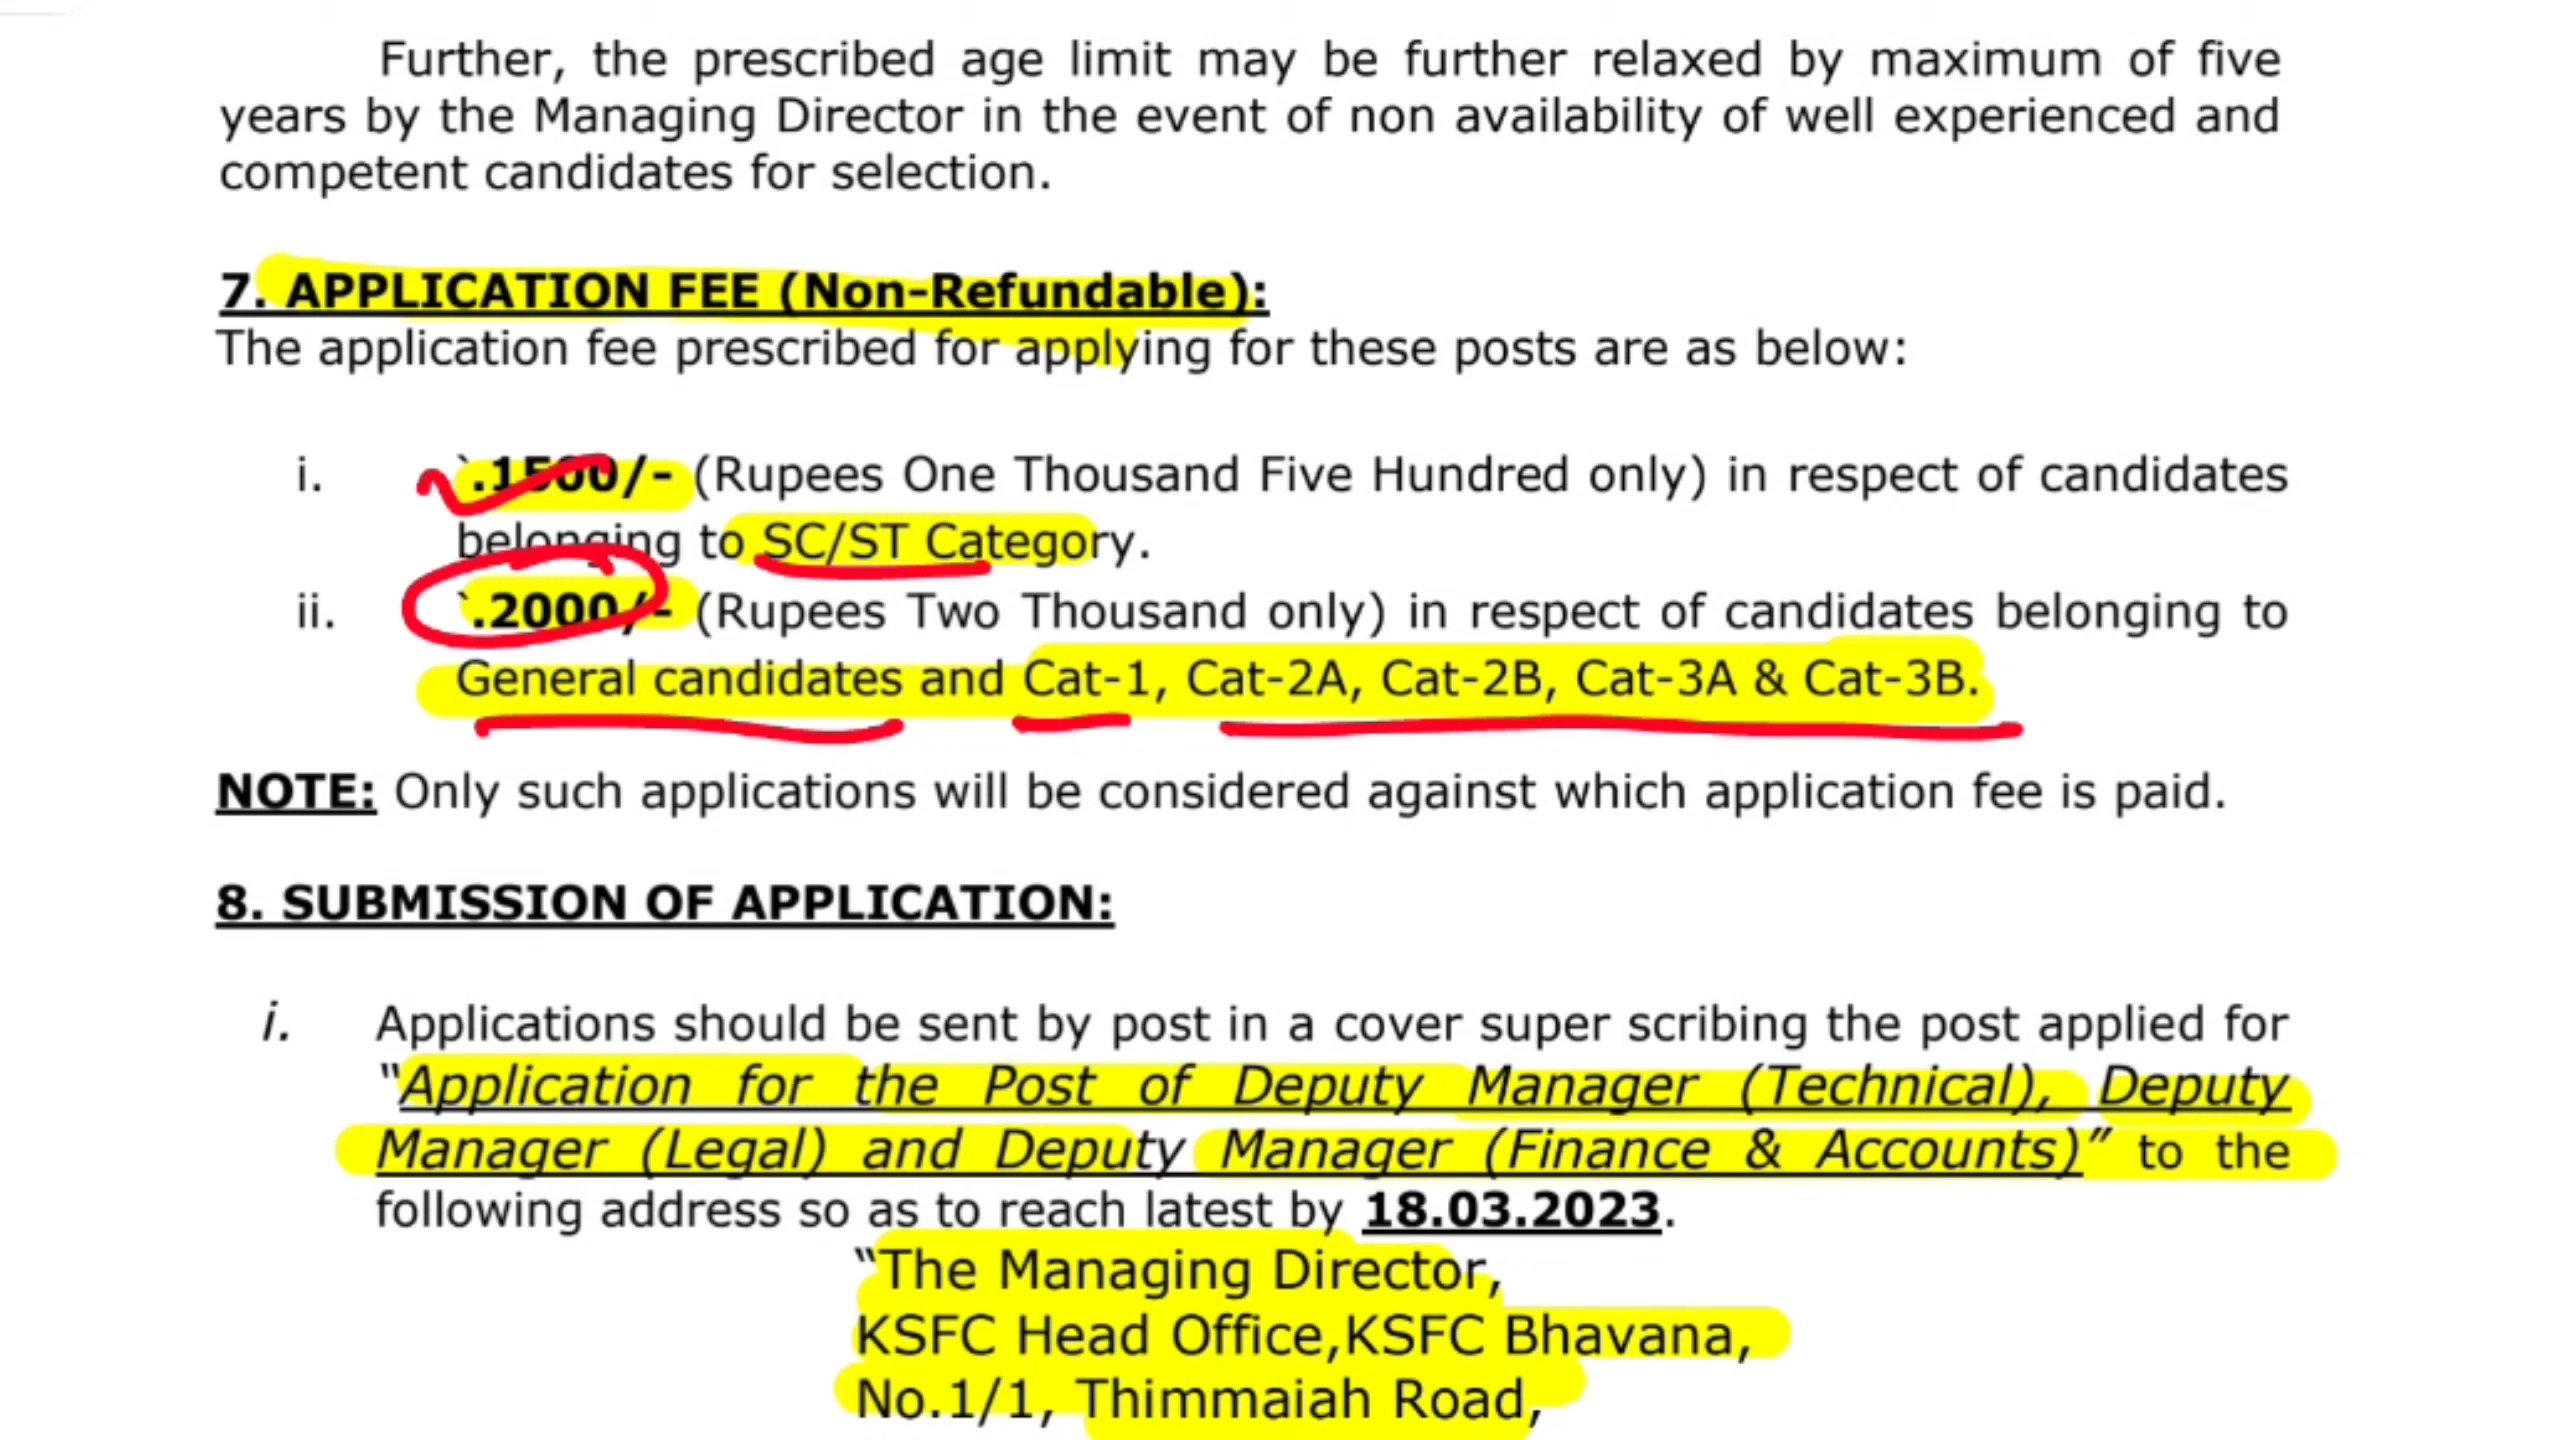 Further, the prescribed age limit may be further relaxed by maximum of five
years by the Managing Director in the event of non availability of well experienced and
competent candidates for selection.
7. APPLICATION FEE (Non-Refundable):
The application fee prescribed for applying for these posts are as below:
i. `.1500/- (Rupees One Thousand Five Hundred only) in respect of candidates
belonging to SC/ST Category.
ii. `.2000/- (Rupees Two Thousand only) in respect of candidates belonging to
General candidates and Cat-1, Cat-2A, Cat-2B, Cat-3A & Cat-3B.
NOTE: Only such applications will be considered against which application fee is paid.
8. SUBMISSION OF APPLICATION:
i. Applications should be sent by post in a cover super scribing the post applied for
“Application for the Post of Deputy Manager (Technical), Deputy
Manager (Legal) and Deputy Manager (Finance & Accounts)” to the
following address so as to reach latest by 18.03.2023.
“The Managing Director,
KSFC Head Office,KSFC Bhavana,
No.1/1, Thimmaiah Road,